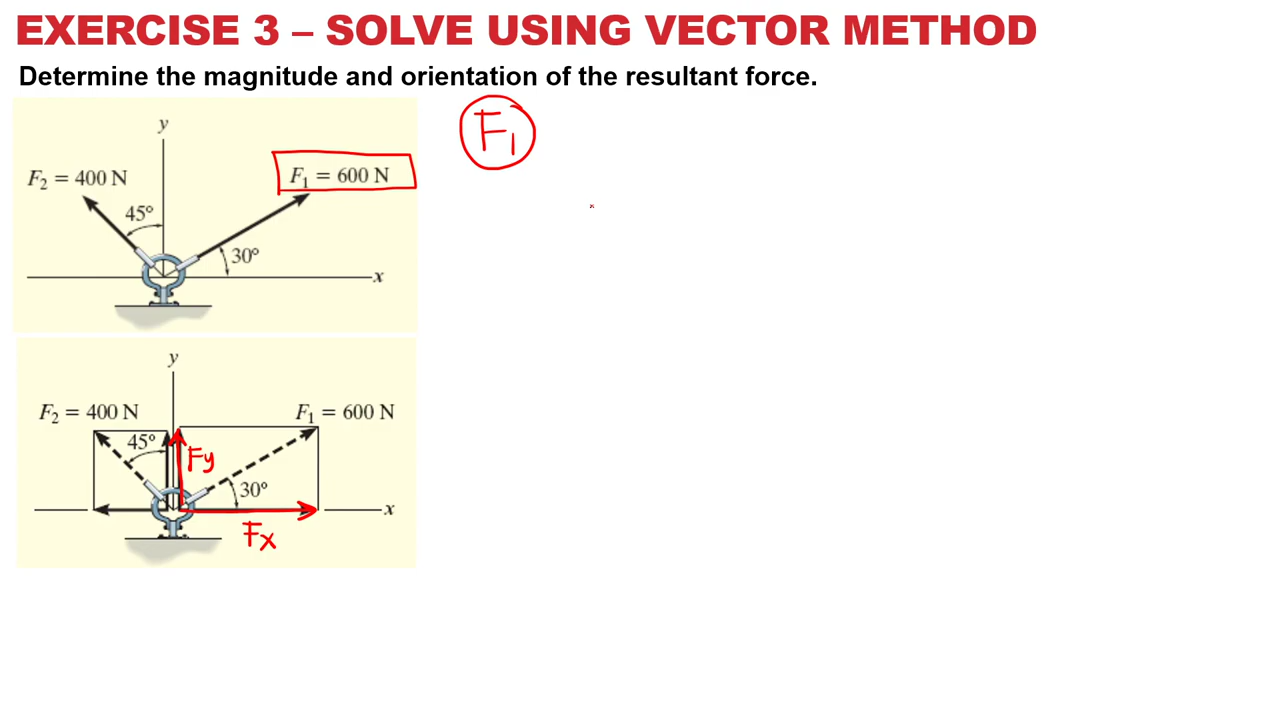 EXERCISE 3 – SOLVE USING VECTOR METHOD
Determine the magnitude and orientation of the resultant force.
F₁
y
F₂ = 400 N
F₁ = 600 N
45°
30°
x
y
F₂ = 400 N
F₁ = 600 N
45°
Fy
30°
x
Fx